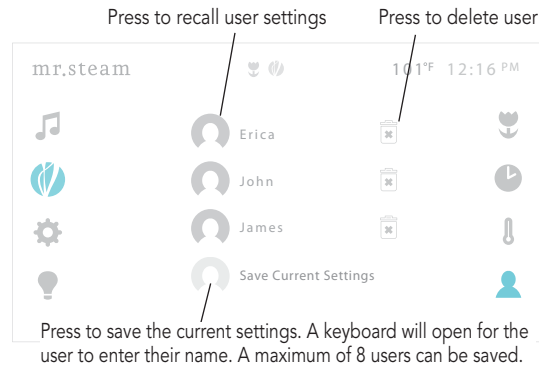 Press to recall user settings
Press to delete user
mr.steam 101°F 12:16 PM
Erica
John
James
Save Current Settings
Press to save the current settings. A keyboard will open for the
user to enter their name. A maximum of 8 users can be saved.